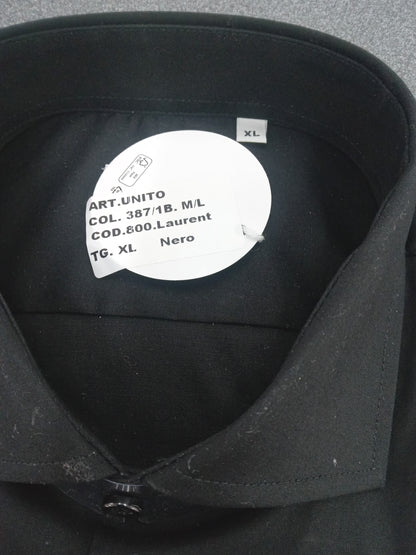 XL
ART.UNITO
COL. 387/1B. M/L
COD.800.Laurent
TG. XL Nero